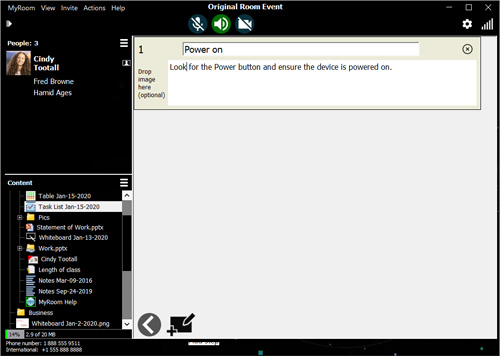 MyRoom View Invite Actions Help
Original Room Event
People: 3
Cindy
Tootall
Fred Browne
Hamid Ages
1
Power on
Drop
image
here
(optional)
Look for the Power button and ensure the device is powered on.
Content
Table Jan-15-2020
Task List Jan-15-2020
Pics
Statement of Work.pptx
Whiteboard Jan-13-2020
Work.pptx
Cindy Tootall
Length of class
Notes Mar-09-2016
Notes Sep-24-2019
MyRoom Help
Business
Whiteboard Jan-2-2020.png
14% 2.9 of 20 MB
Phone number: 1 888 555 9511
International: +1 555 888 8888